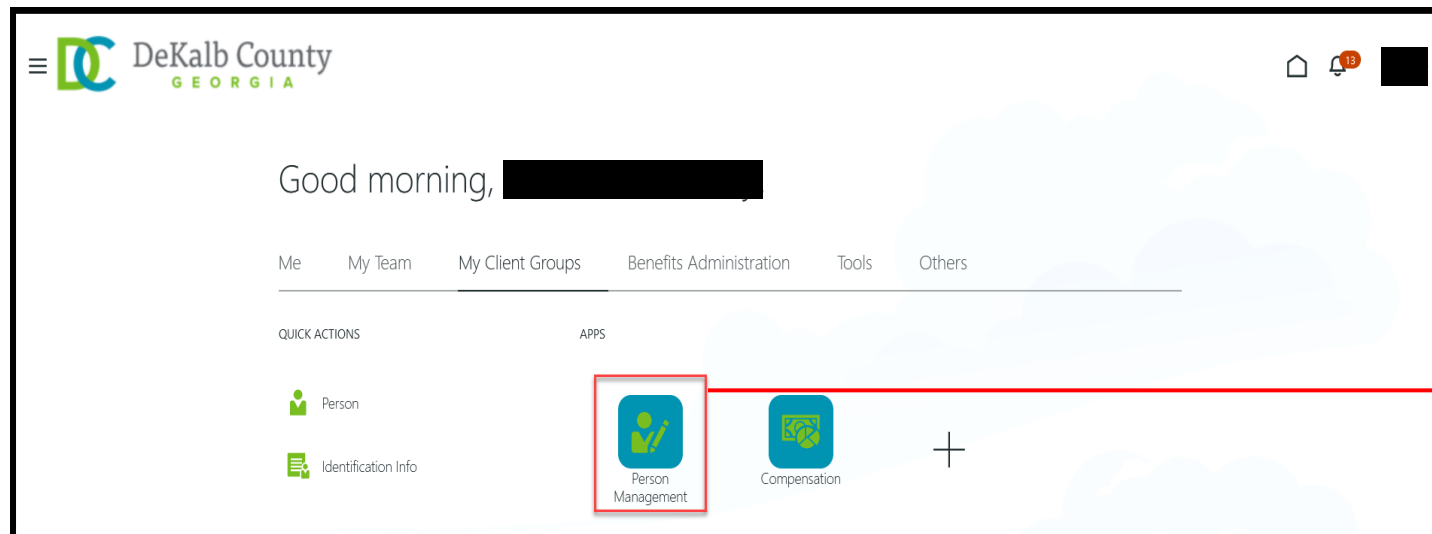 DeKalb County
GEORGIA
13
Good morning,
Me My Team My Client Groups Benefits Administration Tools Others
QUICK ACTIONS APPS
Person
Identification Info
Person
Management
Compensation